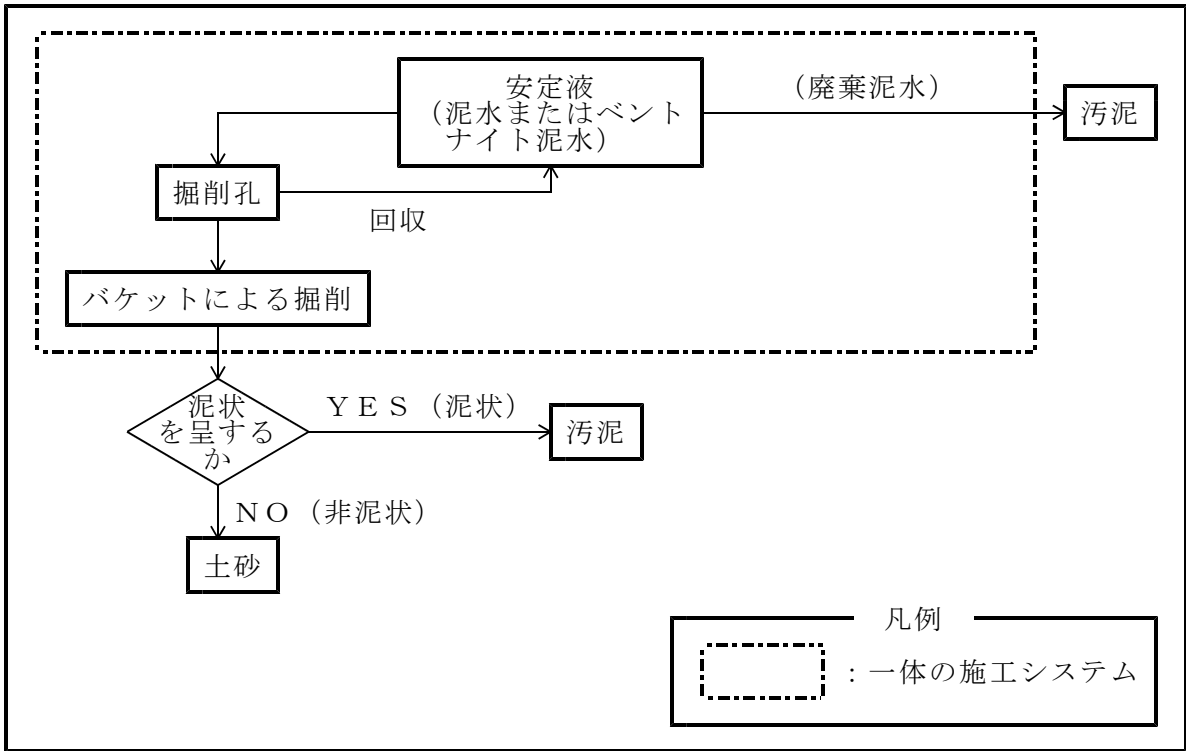 安定液
（泥水またはベント
ナイト泥水）
（廃棄泥水）
汚泥
掘削孔
回収
バケットによる掘削
泥状
を呈する
か
ＹＥＳ（泥状）
汚泥
ＮＯ（非泥状）
土砂
凡例
：一体の施工システム